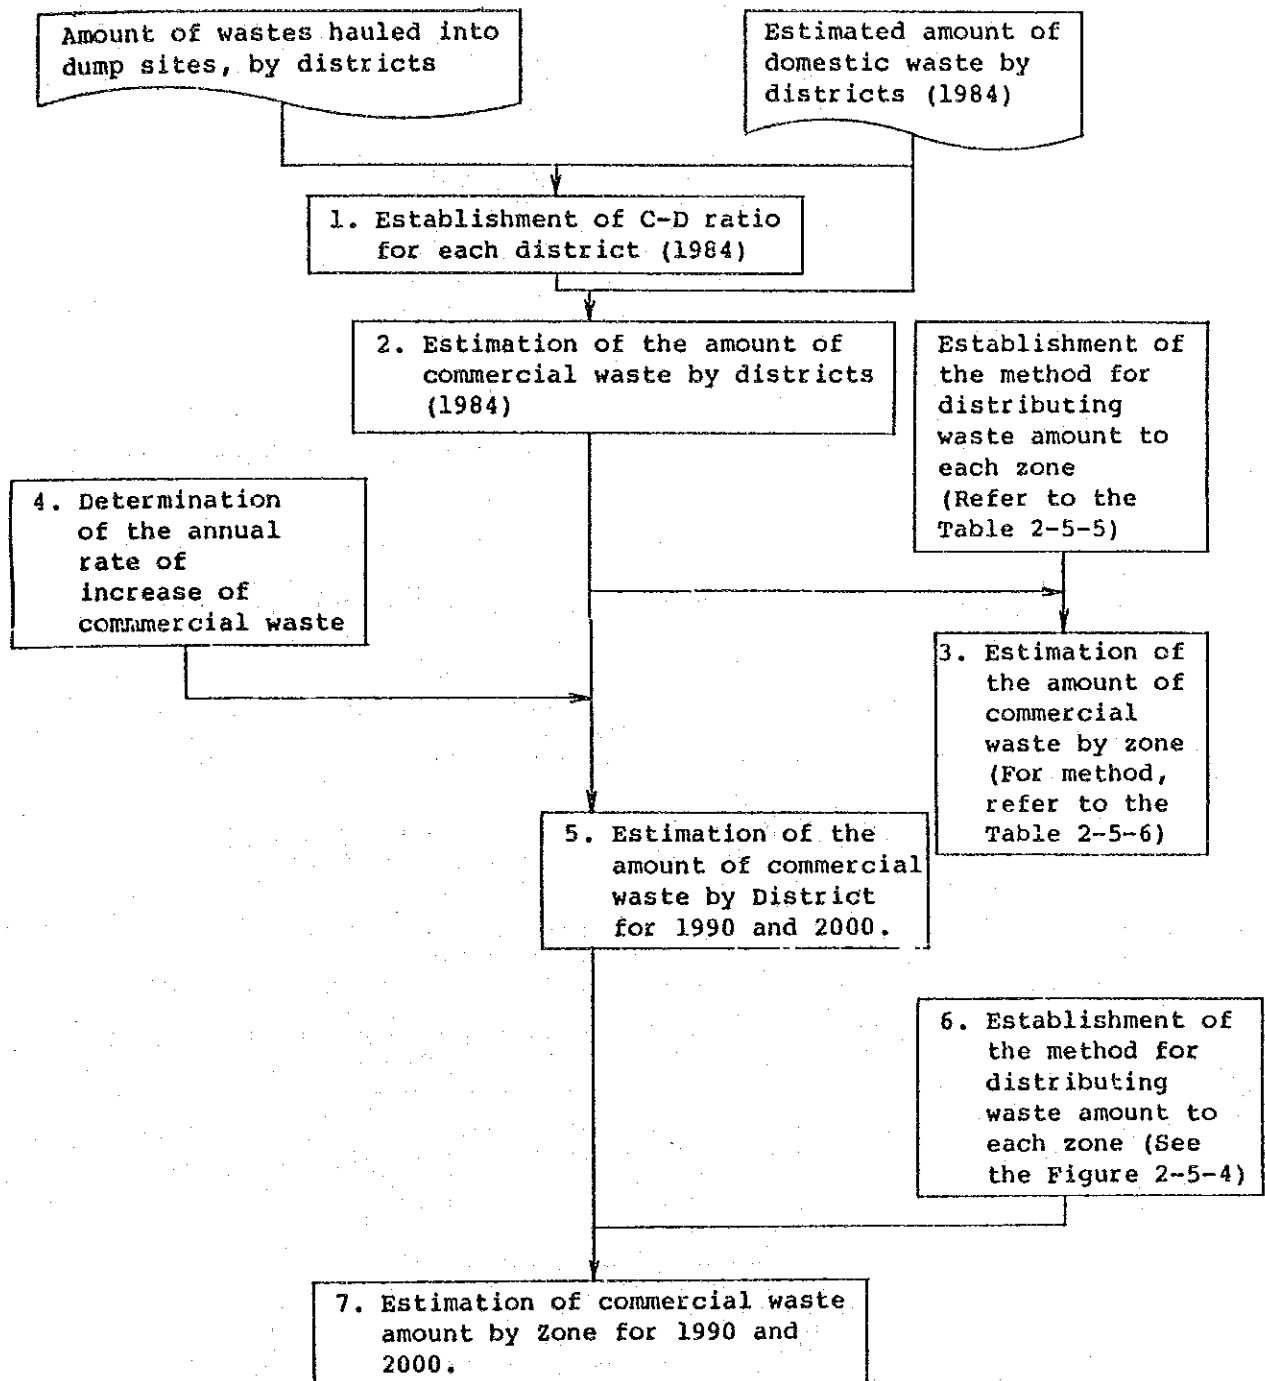 Amount of wastes hauled into
dump sites, by districts
Estimated amount of
domestic waste by
districts (1984)
1. Establishment of C-D ratio
for each district (1984)
2. Estimation of the amount of
commercial waste by districts
(1984)
Establishment of
the method for
distributing
waste amount to
each zone
(Refer to the
Table 2-5-5)
4. Determination
of the annual
rate of
increase of
commmercial waste
3. Estimation of
the amount of
commercial
waste by zone
(For method,
refer to the
Table 2-5-6)
5. Estimation of the
amount of commercial
waste by District
for 1990 and 2000.
6. Establishment of
the method for
distributing
waste amount to
each zone (See
the Figure 2-5-4)
7. Estimation of commercial waste
amount by Zone for 1990 and
2000.